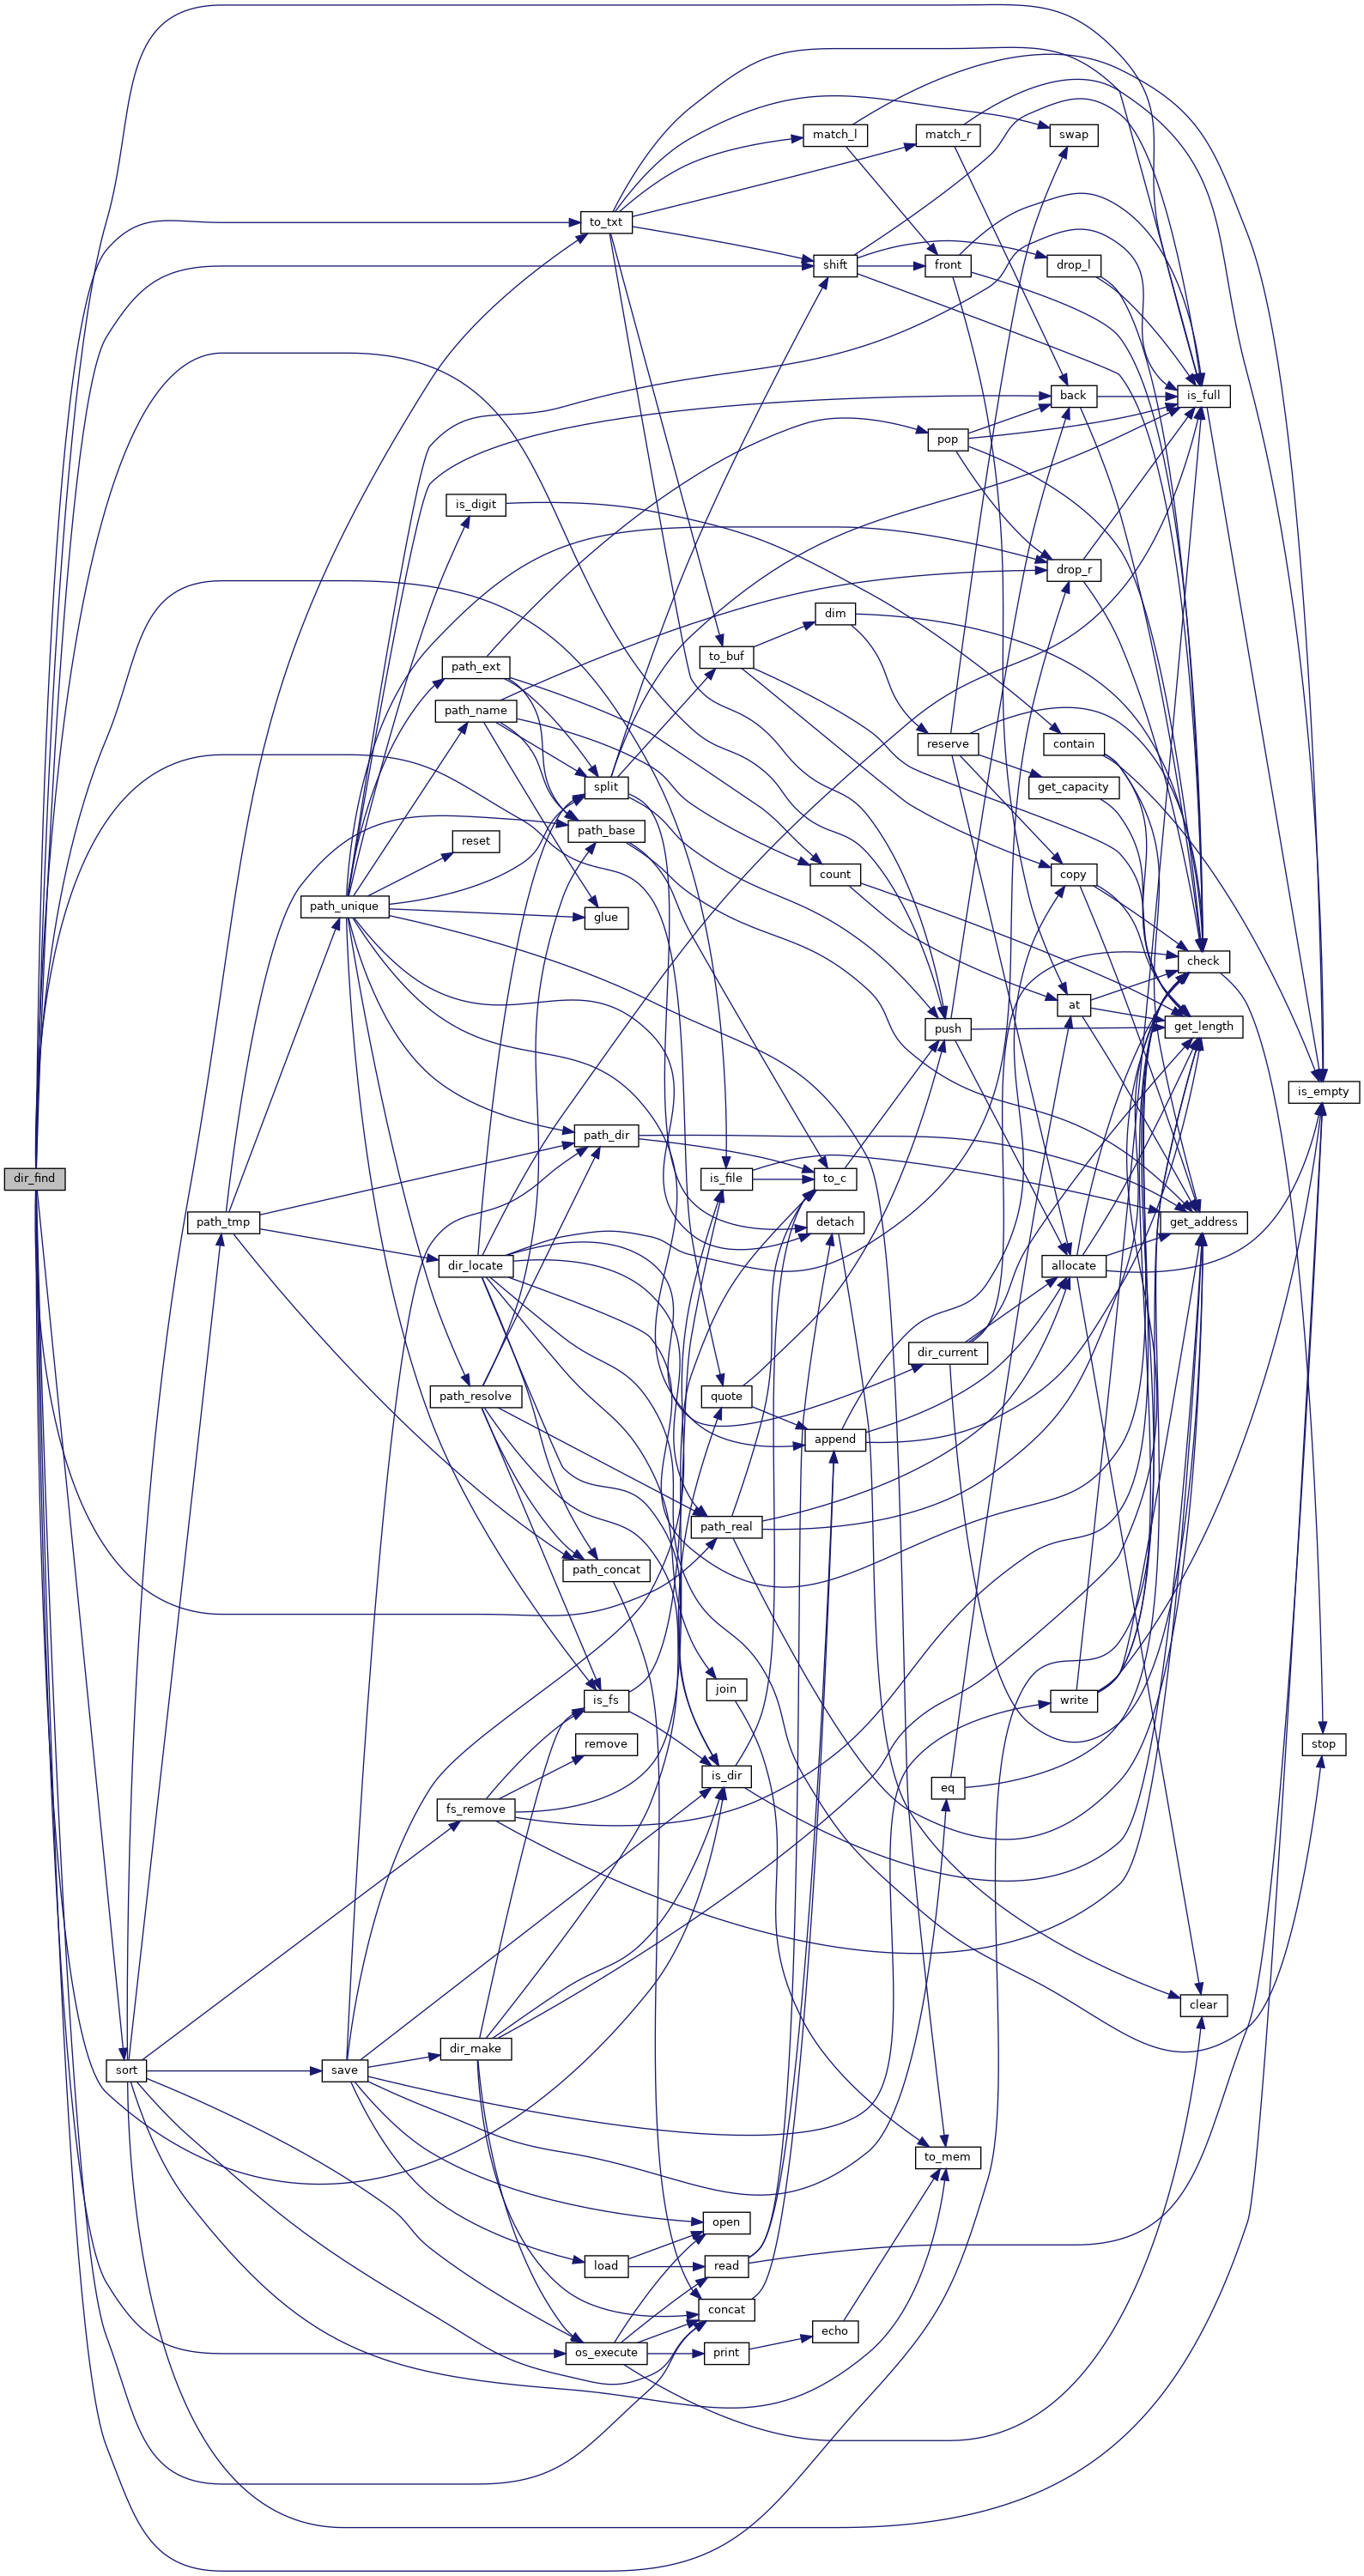 match_l
match_r
swap
to_txt
shift
front
drop_l
back
is_full
pop
is_digit
drop_r
dim
path_ext
to_buf
path_name
reserve
contain
split
get_capacity
path_base
reset
count
copy
path_unique
glue
check
at
push
get_length
is_empty
path_dir
dir_find
is_file
to_c
path_tmp
detach
get_address
dir_locate
allocate
dir_current
path_resolve
quote
append
path_real
path_concat
join
is_fs
write
remove
stop
is_dir
eq
fs_remove
clear
dir_make
sort
save
to_mem
open
load
read
concat
echo
os_execute
print